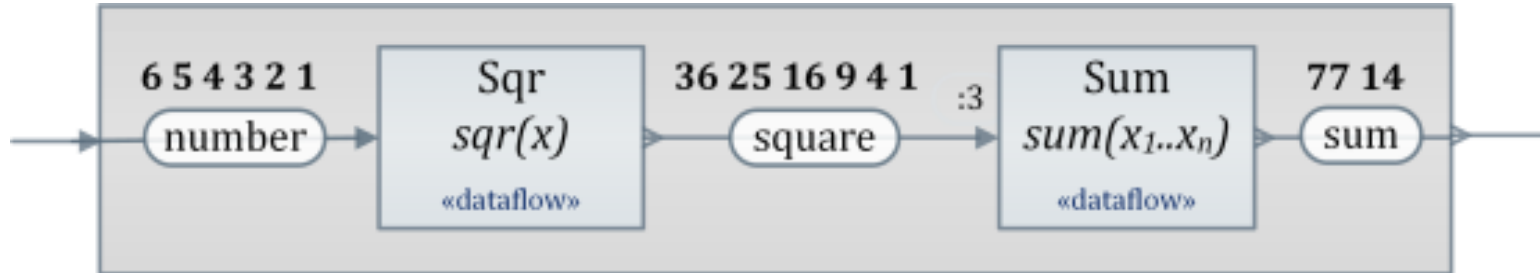 6 5 4 3 2 1
number
Sqr
sqr(x)
«dataflow»
36 25 16 9 4 1
square
:3
Sum
sum(x₁..xₙ)
«dataflow»
77 14
sum